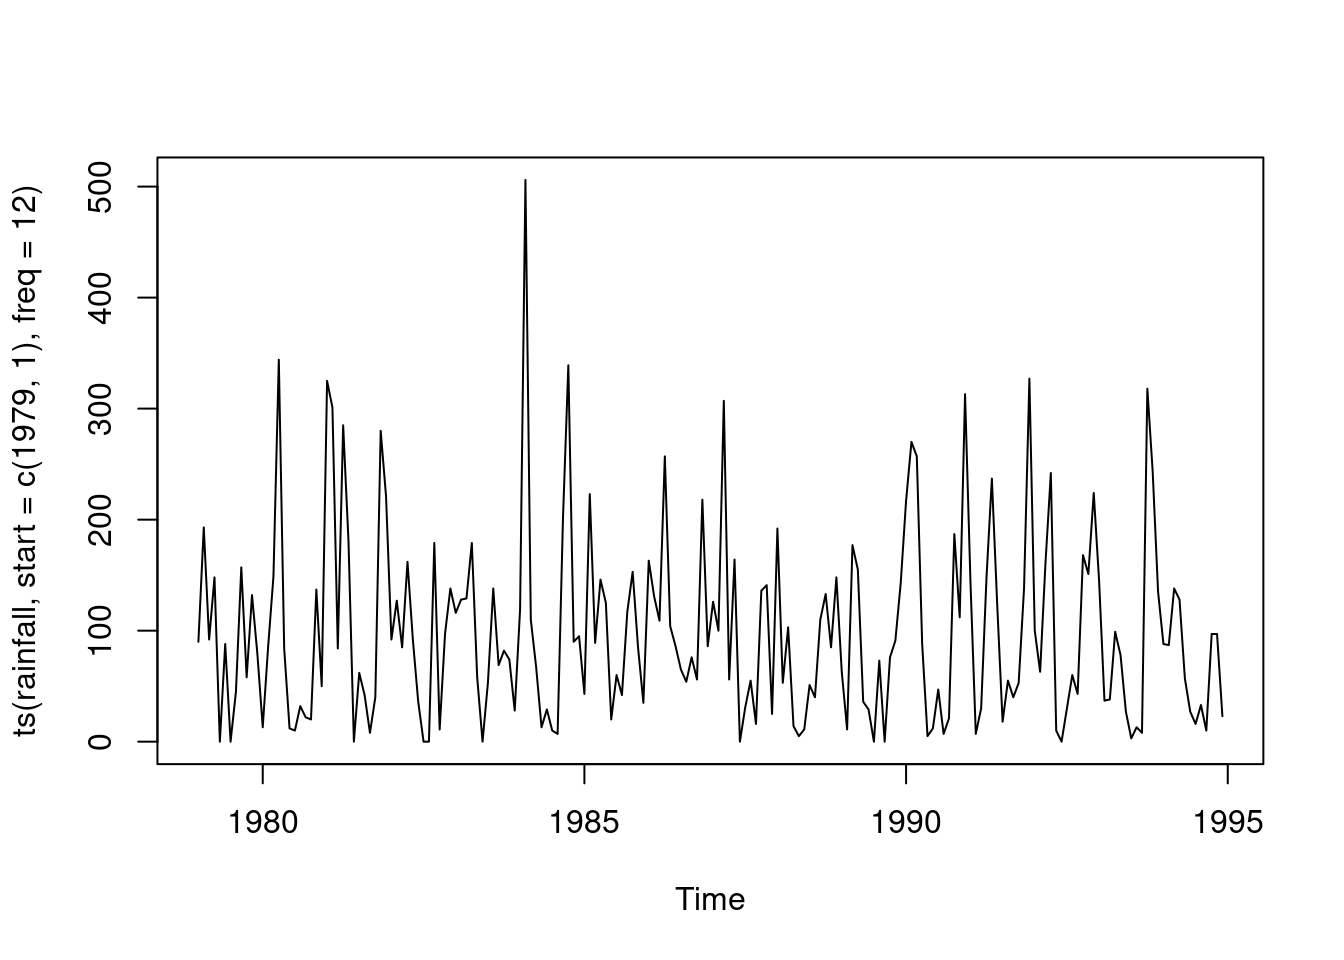 ts(rainfall, start = c(1979, 1), freq = 12)
500
400
300
200
100
0
1980 1985 1990 1995
Time